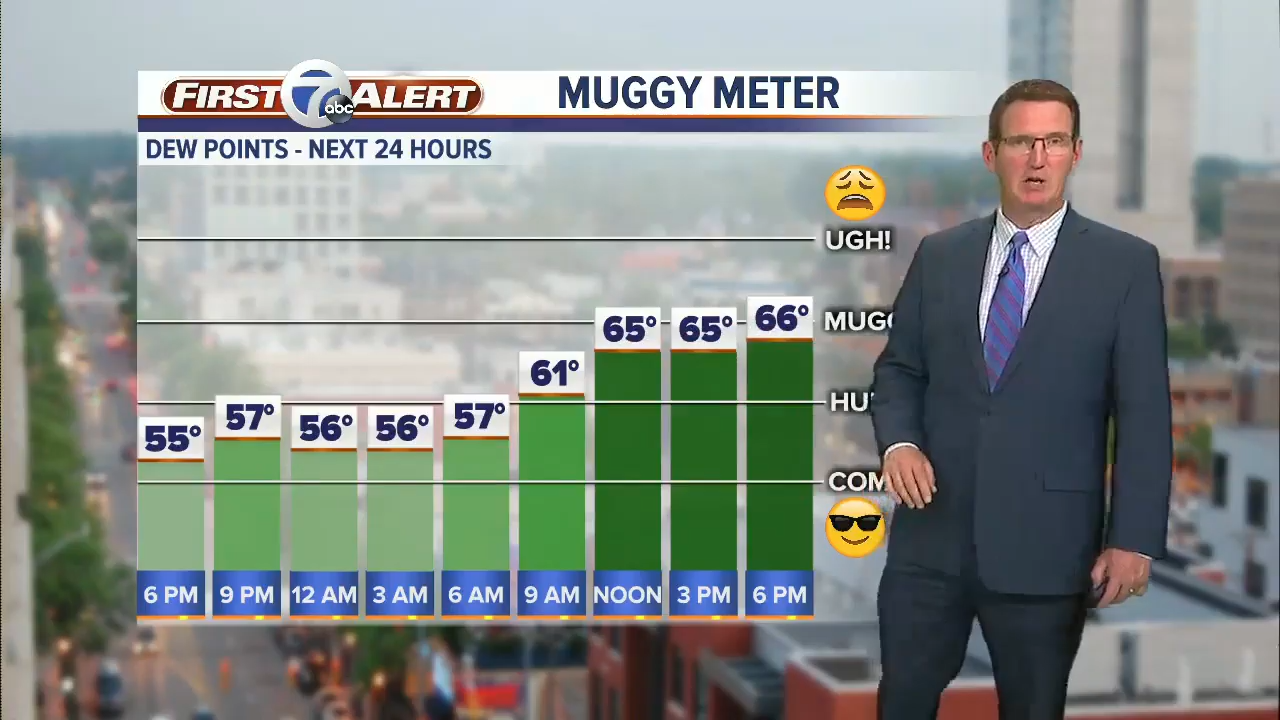 FIRST 7 abc ALERT
MUGGY METER
DEW POINTS - NEXT 24 HOURS
UGH!
55° 57° 56° 56° 57° 61° 65° 65° 66°
6 PM 9 PM 12 AM 3 AM 6 AM 9 AM NOON 3 PM 6 PM